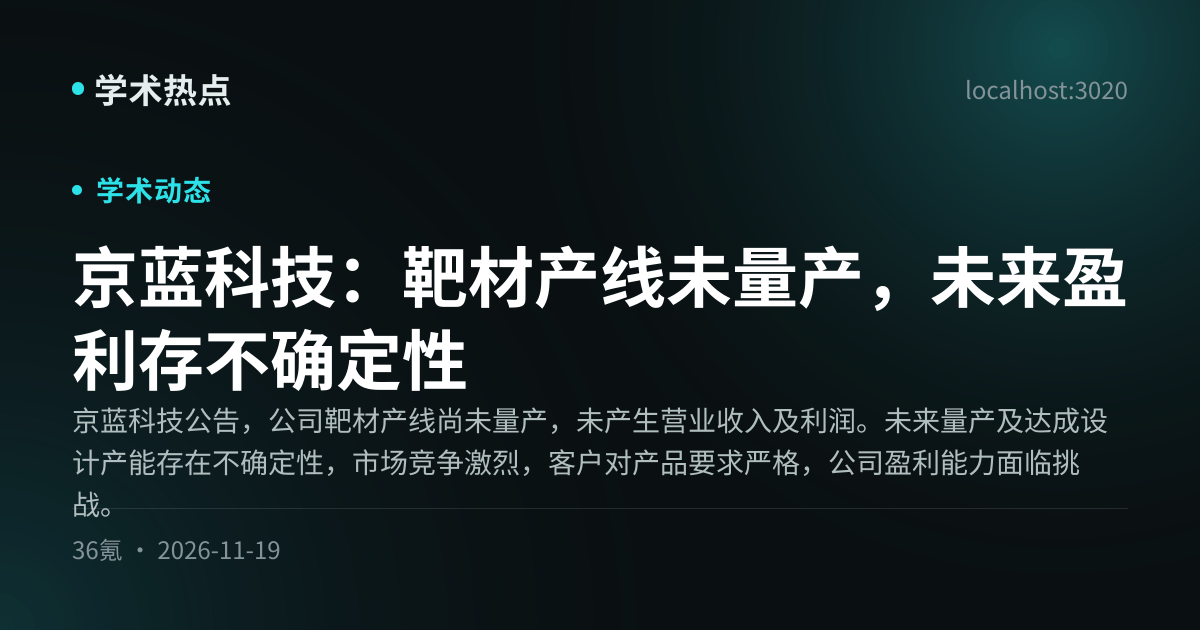 学术热点
localhost:3020
学术动态
京蓝科技：靶材产线未量产，未来盈
利存不确定性
京蓝科技公告，公司靶材产线尚未量产，未产生营业收入及利润。未来量产及达成设
计产能存在不确定性，市场竞争激烈，客户对产品要求严格，公司盈利能力面临挑
战。
36氪 · 2026-11-19